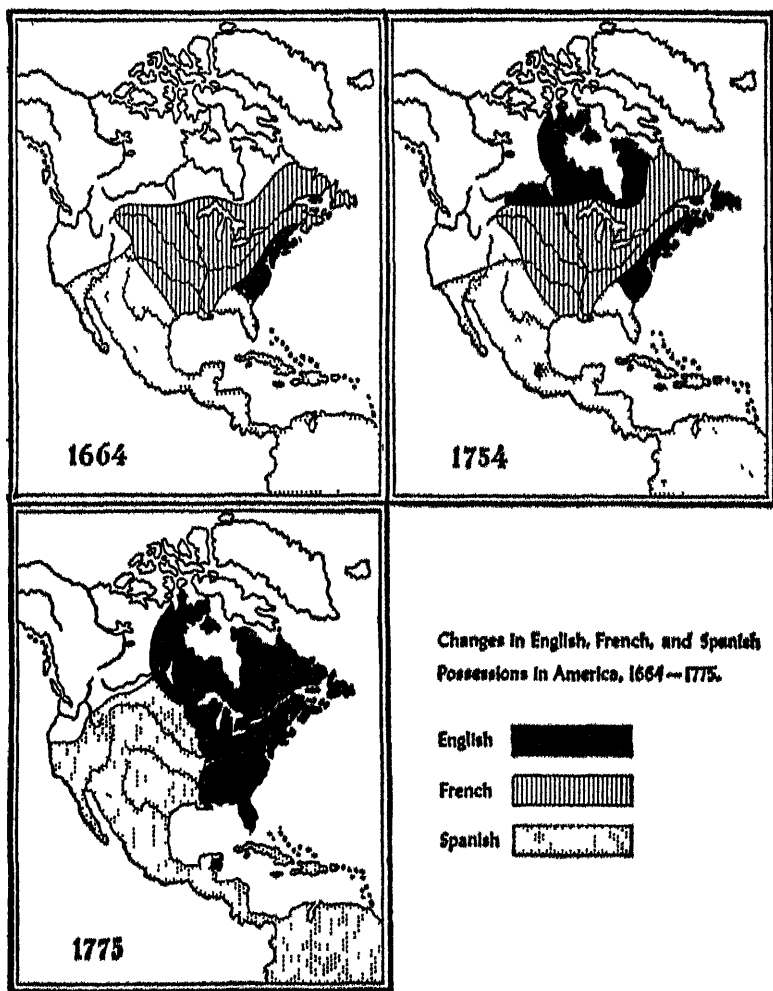 1664
1754
1775
Changes in English, French, and Spanish
Possessions in America, 1664—1775.
English
French
Spanish